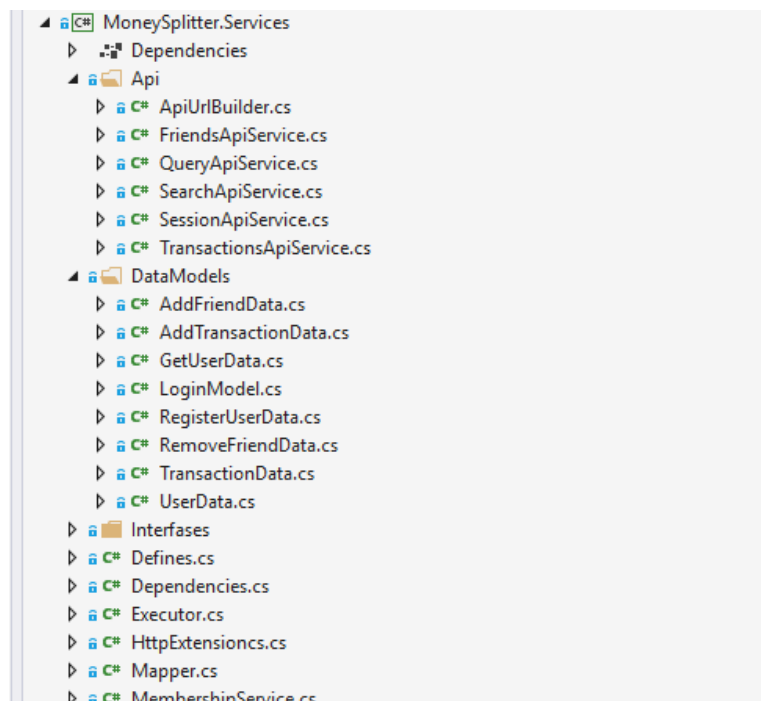 C# MoneySplitter.Services
Dependencies
Api
C# ApiUrlBuilder.cs
C# FriendsApiService.cs
C# QueryApiService.cs
C# SearchApiService.cs
C# SessionApiService.cs
C# TransactionsApiService.cs
DataModels
C# AddFriendData.cs
C# AddTransactionData.cs
C# GetUserData.cs
C# LoginModel.cs
C# RegisterUserData.cs
C# RemoveFriendData.cs
C# TransactionData.cs
C# UserData.cs
Interfases
C# Defines.cs
C# Dependencies.cs
C# Executor.cs
C# HttpExtensioncs.cs
C# Mapper.cs
C# MembershipService.cs